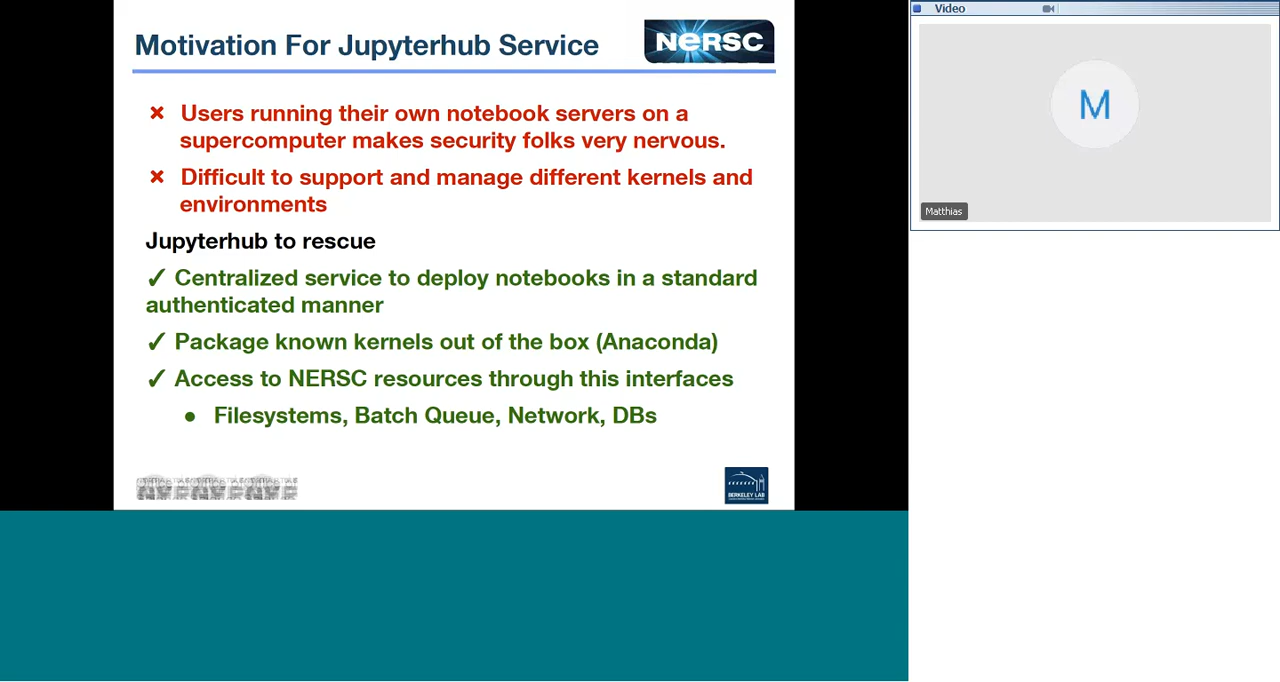 Motivation For Jupyterhub Service
NERSC
✖ Users running their own notebook servers on a
supercomputer makes security folks very nervous.
✖ Difficult to support and manage different kernels and
environments
Jupyterhub to rescue
✓ Centralized service to deploy notebooks in a standard
authenticated manner
✓ Package known kernels out of the box (Anaconda)
✓ Access to NERSC resources through this interfaces
● Filesystems, Batch Queue, Network, DBs
BERKELEY LAB
Video
M
Matthias